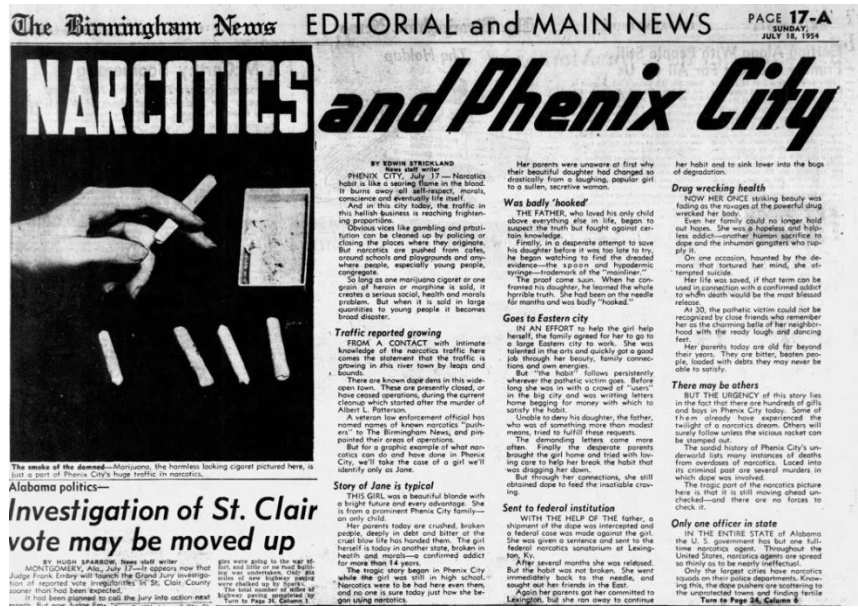 The Birmingham News
EDITORIAL and MAIN NEWS
PAGE 17-A
SUNDAY,
JULY 18, 1954
NARCOTICS and Phenix City
The smoke of the damned—Marijuana, the harmless looking cigaret pictured here, is
just a part of Phenix City's huge traffic in narcotics.
Alabama politics—
Investigation of St. Clair
vote may be moved up
BY HUGH SPARROW, News staff writer
MONTGOMERY, Ala., July 17—It appears now that
Judge Frank Embry will launch the Grand Jury investiga-
tion of reported vote irregularities in St. Clair County
sooner than had been expected.
It had been planned to call the jury into action next
gies were going to the war ef-
fort, and little or no road build-
ing was undertaken. Only
miles of new highway paving
were chalked up by Sparks.
The total number of miles of
highway paving completed by
Turn to Page 24, Column 1
BY EDWIN STRICKLAND
News staff writer
PHENIX CITY, July 17—Narcotics
habit is like a searing flame in the blood.
It burns away all self-respect, morals,
conscience and eventually life itself.
And in this city today, the traffic in
this hellish business is reaching frighten-
ing proportions.
Obvious vices like gambling and prosti-
tution can be cleaned up by policing or
closing the places where they originate.
But narcotics are pushed from cafes,
around schools and playgrounds and any-
where people, especially young people,
congregate.
So long as one marijuana cigaret or one
grain of heroin or morphine is sold, it
creates a serious social, health and morals
problem. But when it is sold in large
quantities to young people it becomes
broad disaster.
Traffic reported growing
FROM A CONTACT with intimate
knowledge of the narcotics traffic here
comes the statement that the traffic is
growing in this river town by leaps and
bounds.
There are known dope dens in this wide-
open town. These are presently closed, or
have ceased operations, during the current
cleanup which started after the murder of
Albert L. Patterson.
A veteran law enforcement official has
named names of known narcotics "push-
ers" to The Birmingham News, and pin-
pointed their areas of operations.
But for a graphic example of what nar-
cotics can do and have done in Phenix
City, we'll take the case of a girl we'll
identify only as Jane.
Story of Jane is typical
THIS GIRL was a beautiful blonde with
a bright future and every advantage. She
is from a prominent Phenix City family—
an only child.
Her parents today are crushed, broken
people, deeply in debt and bitter at the
cruel blow life has handed them. The girl
herself is today in another state, broken in
health and morals—a confirmed addict
for more than 14 years.
The tragic story began in Phenix City
while the girl was still in high school.
Narcotics were to be had here even then,
and no one is sure today just how she be-
gan using narcotics.
Her parents were unaware at first why
their beautiful daughter had changed so
drastically from a laughing, popular girl
to a sullen, secretive woman.
Was badly 'hooked'
THE FATHER, who loved his only child
above everything else in life, began to
suspect the truth but fought against cer-
tain knowledge.
Finally, in a desperate attempt to save
his daughter before it was too late to try,
he began watching to find the dreaded
evidence—the spoon and hypodermic
syringe—trademark of the "mainliner."
The proof came soon. When he con-
fronted his daughter, he learned the whole
horrible truth. She had been on the needle
for months and was badly "hooked."
Goes to Eastern city
IN AN EFFORT to help the girl help
herself, the family agreed for her to go to
a large Eastern city to work. She was
talented in the arts and quickly got a good
job through her beauty, family connec-
tions and own energies.
But "the habit" follows persistently
wherever the pathetic victim goes. Before
long she was in with a crowd of "users"
in the big city and was writting letters
home begging for money with which to
satisfy the habit.
Unable to deny his daughter, the father,
who was of something more than modest
means, tried to fulfill these requests.
The demanding letters came more
often. Finally the desperate parents
brought the girl home and tried with lov-
ing care to help her break the habit that
was dragging her down.
But through her connections, she still
obtained dope to feed the insatiable crav-
ing.
Sent to federal institution
WITH THE HELP OF the father, a
shipment of the dope was intercepted and
a federal case was made against the girl.
She was given a sentence and sent to the
federal narcotics sanatorium at Lexing-
ton, Ky.
After several months she was released.
But the habit was not broken. She went
immediately back to the needle, and
sought out her friends in the East.
Again her parents got her committed to
Lexington, but she ran away to continue
her habit and to sink lower into the bogs
of degradation.
Drug wrecking health
NOW HER ONCE striking beauty was
fading as the ravages of the powerful drug
wrecked her body.
Even her family could no longer hold
out hopes. She was a hopeless and help-
less addict—another human sacrifice to
dope and the inhuman gangsters who sup-
ply it.
On one occasion, haunted by the de-
mons that tortured her mind, she at-
tempted suicide.
Her life was saved, if that term can be
used in connection with a confirmed addict
to whom death would be the most blessed
release.
At 30, the pathetic victim could not be
recognized by close friends who remember
her as the charming belle of her neighbor-
hood with the ready laugh and dancing
feet.
Her parents today are old far beyond
their years. They are bitter, beaten peo-
ple, loaded with debts they may never be
able to satisfy.
There may be others
BUT THE URGENCY of this story lies
in the fact that there are hundreds of girls
and boys in Phenix City today. Some of
them already have experienced the
twilight of a narcotics dream. Others will
surely follow unless the vicious racket can
be stamped out.
The sordid history of Phenix City's un-
derworld lists many instances of deaths
from overdoses of narcotics. Laced into
its criminal past are several murders in
which dope was involved.
The tragic part of the narcotics picture
here is that it is still moving ahead un-
checked—and there are no forces to
check it.
Only one officer in state
IN THE ENTIRE STATE of Alabama
the U. S. government has but one full-
time narcotics agent. Throughout the
United States, narcotics agents are spread
so thinly as to be nearly ineffectual.
Only the largest cities have narcotics
squads on their police departments. Know-
ing this, the dope pushers are scattering to
the unprotected towns and finding fertile
Turn to Page 24, Column 6